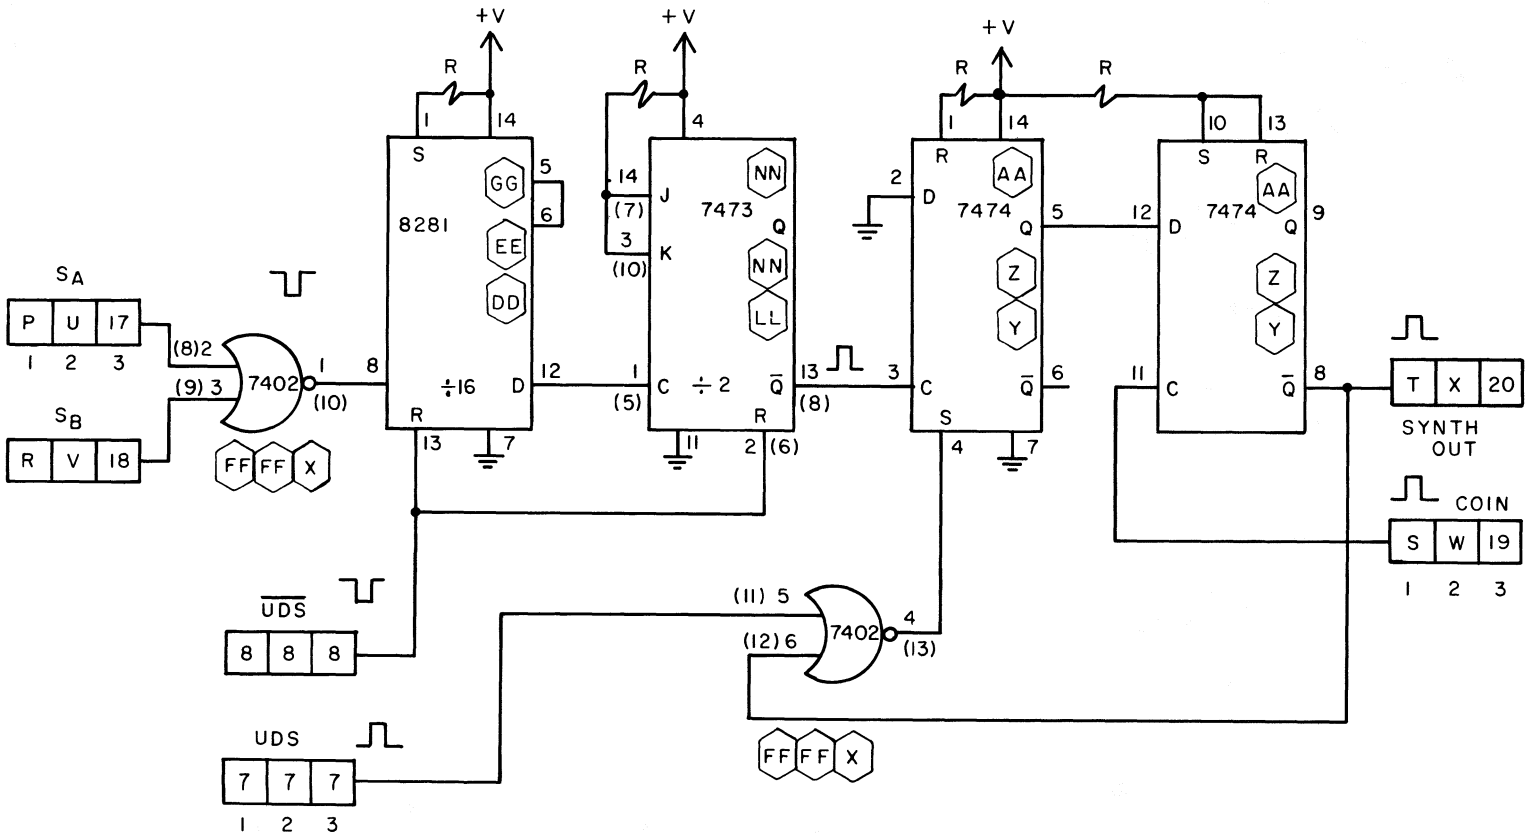 +V +V +V
R R R R
1 14 4 1 14 10 13
S R S R
GG 5 NN AA AA
14 J 2 D
(7) 7473 7474 7474
8281 6 Q 5 12 D 9
3 K Q Q
(10)
EE NN Z Z
DD LL Y Y
SA
P U 17
1 2 3
(8) 2
(9) 3
7402
1
(10)
8 ÷16 D 12 1 C ÷2 Q̅ 13 3 C Q̅ 6 11 C Q̅ 8
(5) (8)
R R S
13 7 11 2 (6) 4 7
SB
R V 18
FF FF X
T X 20
SYNTH
OUT
COIN
S W 19
1 2 3
U̅D̅S̅
8 8 8
(11) 5
(12) 6
7402
4
(13)
UDS
7 7 7
1 2 3
FF FF X